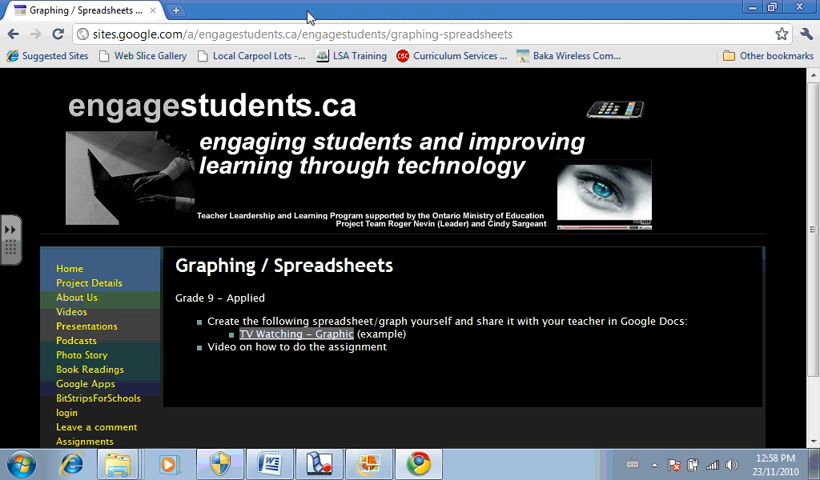 Graphing / Spreadsheets ...
sites.google.com/a/engagestudents.ca/engagestudents/graphing-spreadsheets
Suggested Sites
Web Slice Gallery
Local Carpool Lots -...
LSA Training
CSC
Curriculum Services ...
Baka Wireless Com...
Other bookmarks
engagestudents.ca
engaging students and improving
learning through technology
Teacher Leardership and Learning Program supported by the Ontario Ministry of Education
Project Team Roger Nevin (Leader) and Cindy Sargeant
Home
Project Details
About Us
Videos
Presentations
Podcasts
Photo Story
Book Readings
Google Apps
BitStripsForSchools
login
Leave a comment
Assignments
Graphing / Spreadsheets
Grade 9 - Applied
Create the following spreadsheet/graph yourself and share it with your teacher in Google Docs:
TV Watching - Graphic (example)
Video on how to do the assignment
12:58 PM
23/11/2010